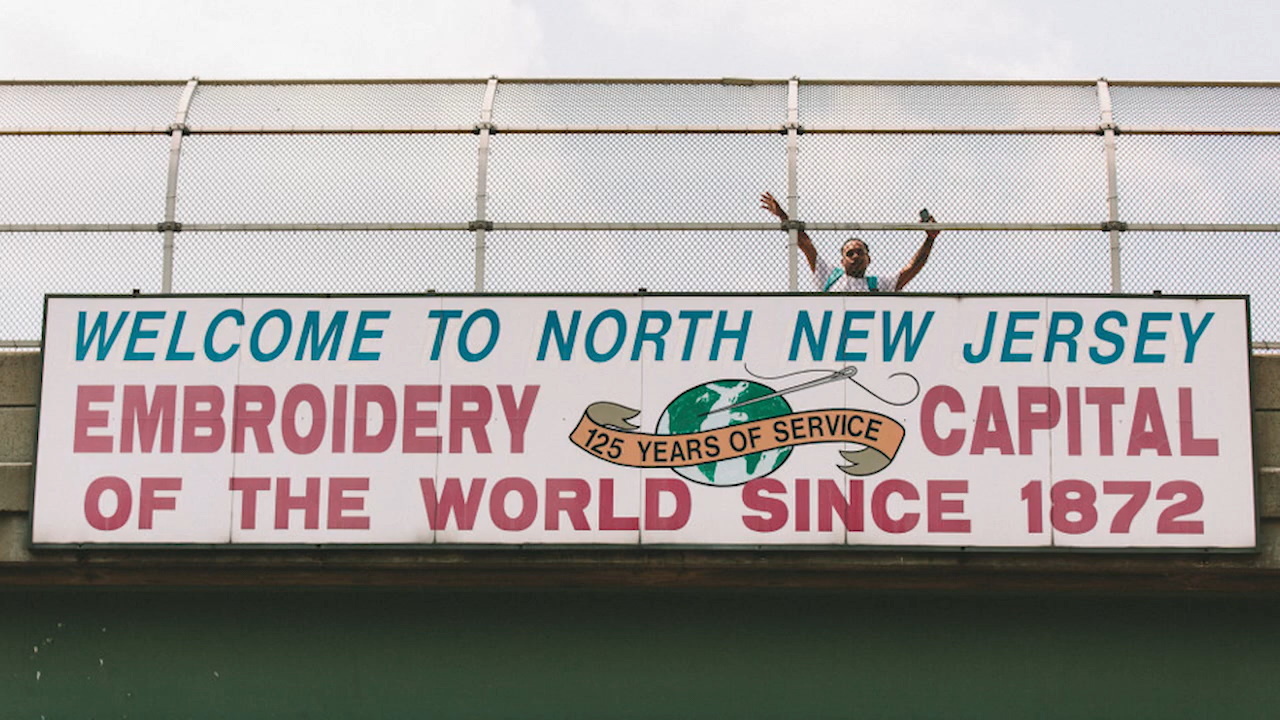 WELCOME TO NORTH NEW JERSEY
EMBROIDERY CAPITAL
125 YEARS OF SERVICE
OF THE WORLD SINCE 1872